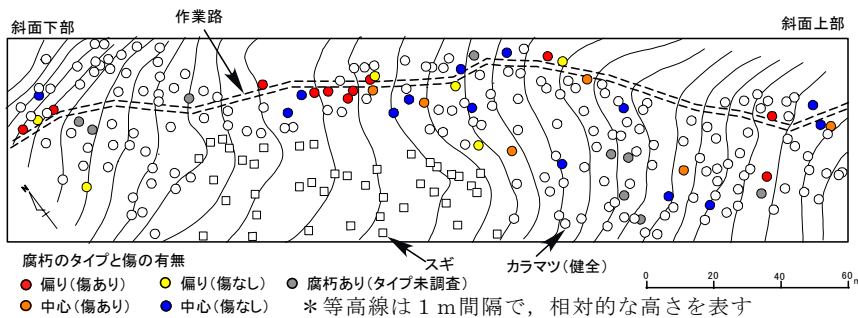 斜面下部
作業路
斜面上部
N
スギ
カラマツ(健全)
腐朽のタイプと傷の有無
偏り(傷あり) 偏り(傷なし) 腐朽あり(タイプ未調査)
中心(傷あり) 中心(傷なし)
0 20 40 60 m
＊等高線は１ｍ間隔で，相対的な高さを表す